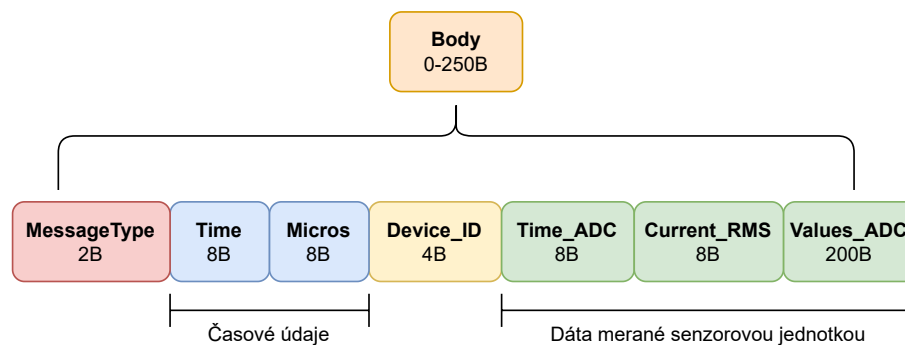 Body
0-250B
MessageType
2B
Time
8B
Micros
8B
Device_ID
4B
Time_ADC
8B
Current_RMS
8B
Values_ADC
200B
Časové údaje
Dáta merané senzorovou jednotkou